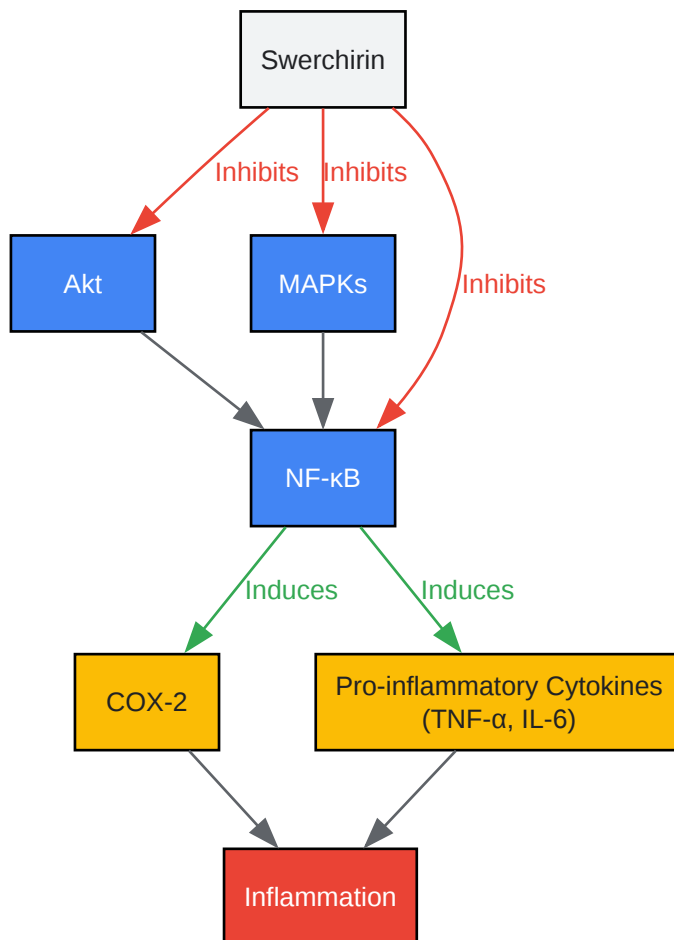 Swerchirin
Inhibits
Inhibits
Akt
MAPKs
Inhibits
NF-κB
Induces
Induces
COX-2
Pro-inflammatory Cytokines
(TNF-α, IL-6)
Inflammation